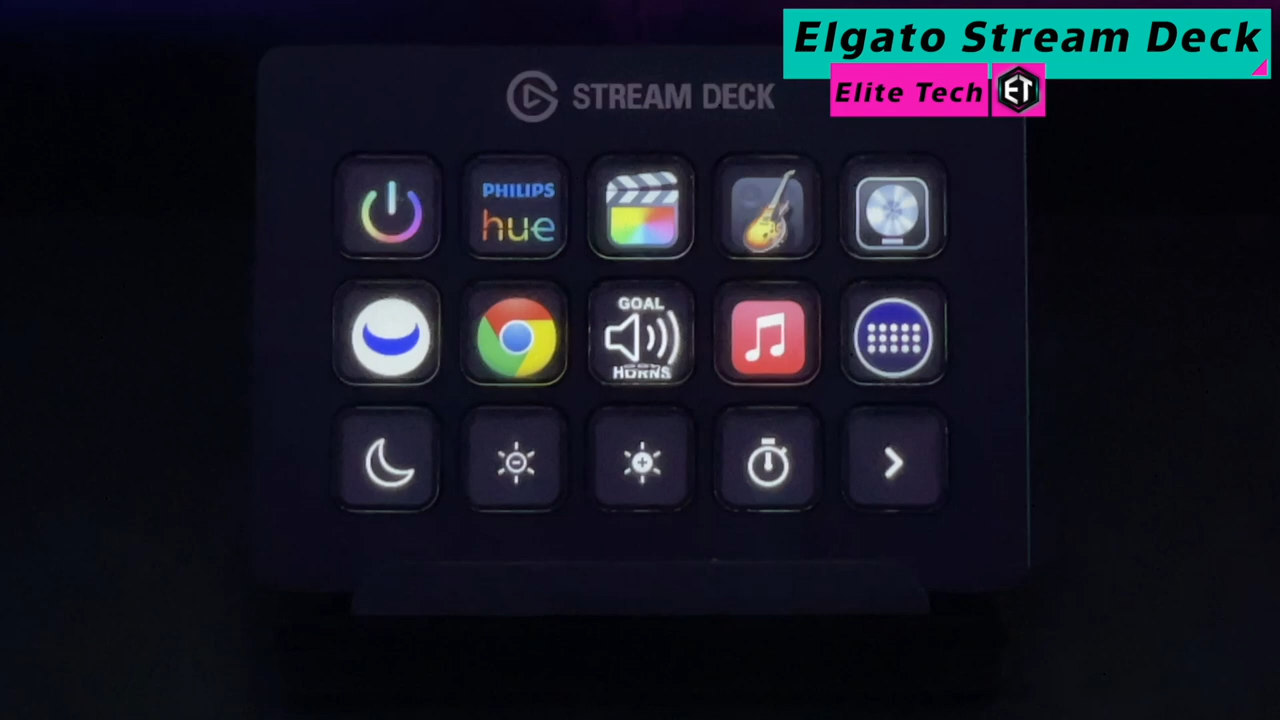 Elgato Stream Deck
Elite Tech ET
STREAM DECK
PHILIPS
hue
GOAL
HORNS